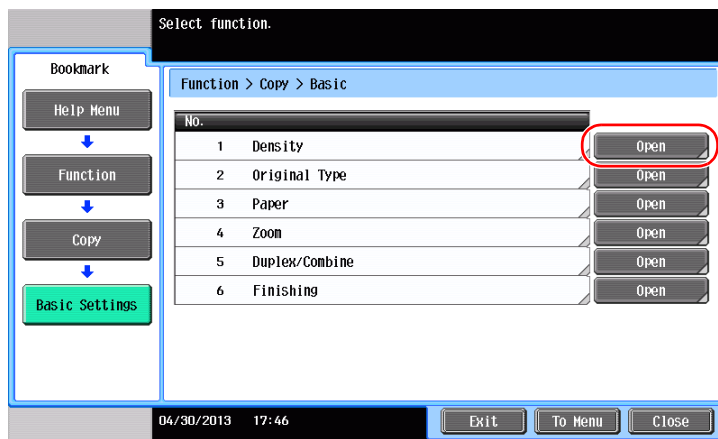 Select function.
Bookmark
Help Menu
Function
Copy
Basic Settings
Function > Copy > Basic
No.
1 Density Open
2 Original Type Open
3 Paper Open
4 Zoom Open
5 Duplex/Combine Open
6 Finishing Open
04/30/2013 17:46 Exit To Menu Close